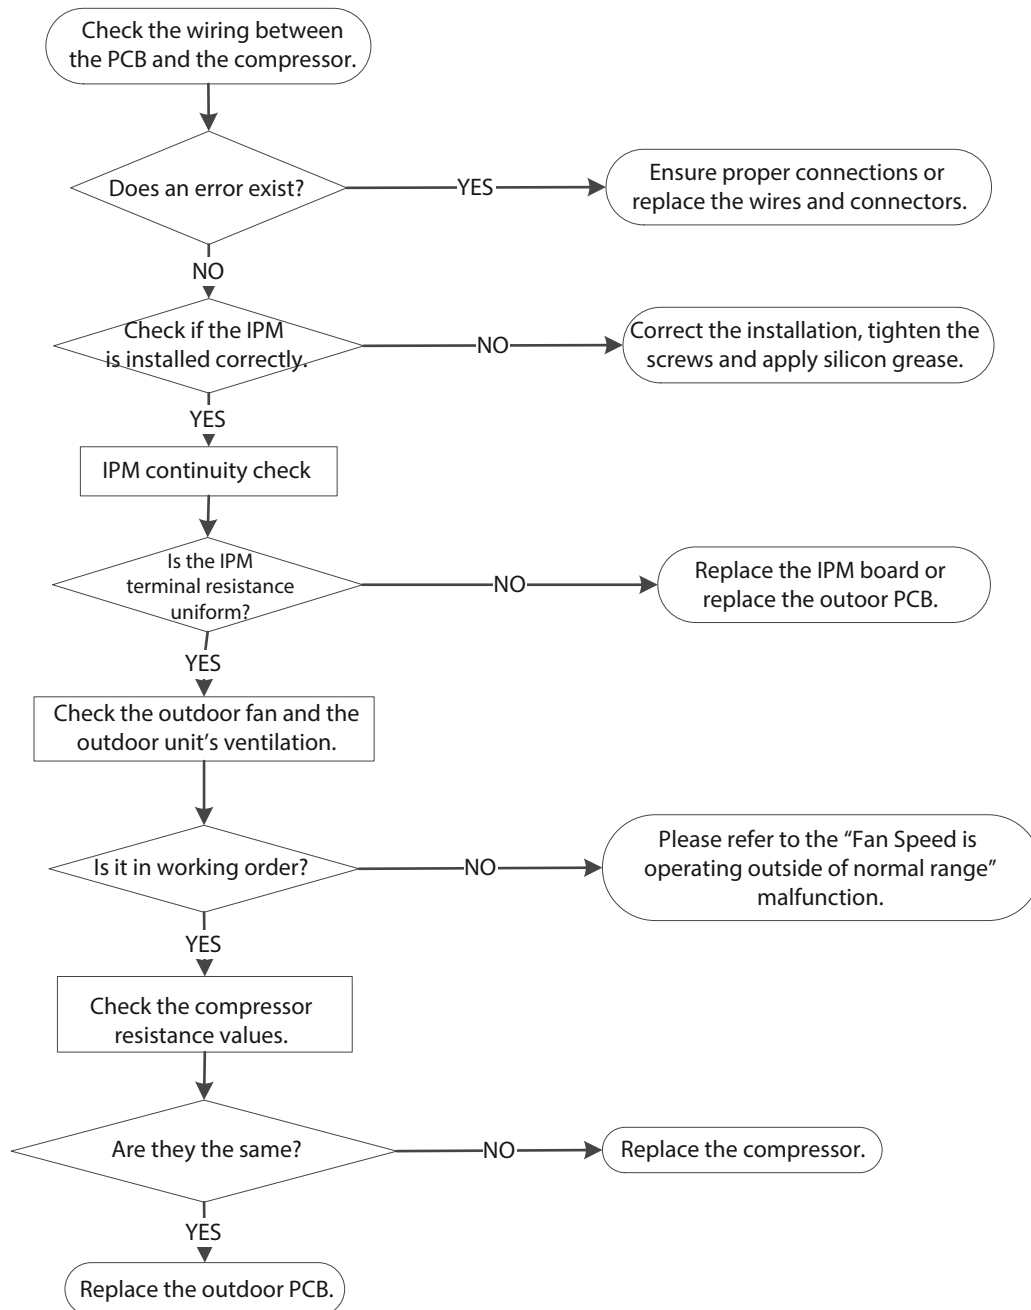 Check the wiring between
the PCB and the compressor.
Does an error exist?
YES
Ensure proper connections or
replace the wires and connectors.
NO
Check if the IPM
is installed correctly.
NO
Correct the installation, tighten the
screws and apply silicon grease.
YES
IPM continuity check
Is the IPM
terminal resistance
uniform?
NO
Replace the IPM board or
replace the outoor PCB.
YES
Check the outdoor fan and the
outdoor unit’s ventilation.
Is it in working order?
NO
Please refer to the “Fan Speed is
operating outside of normal range”
malfunction.
YES
Check the compressor
resistance values.
Are they the same?
NO
Replace the compressor.
YES
Replace the outdoor PCB.